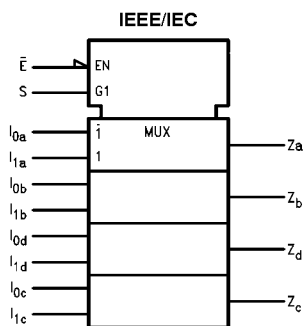 IEEE/IEC
Ē EN
S G1
I0a 1̄ MUX Za
I1a 1
I0b Zb
I1b
I0d Zd
I1d
I0c Zc
I1c